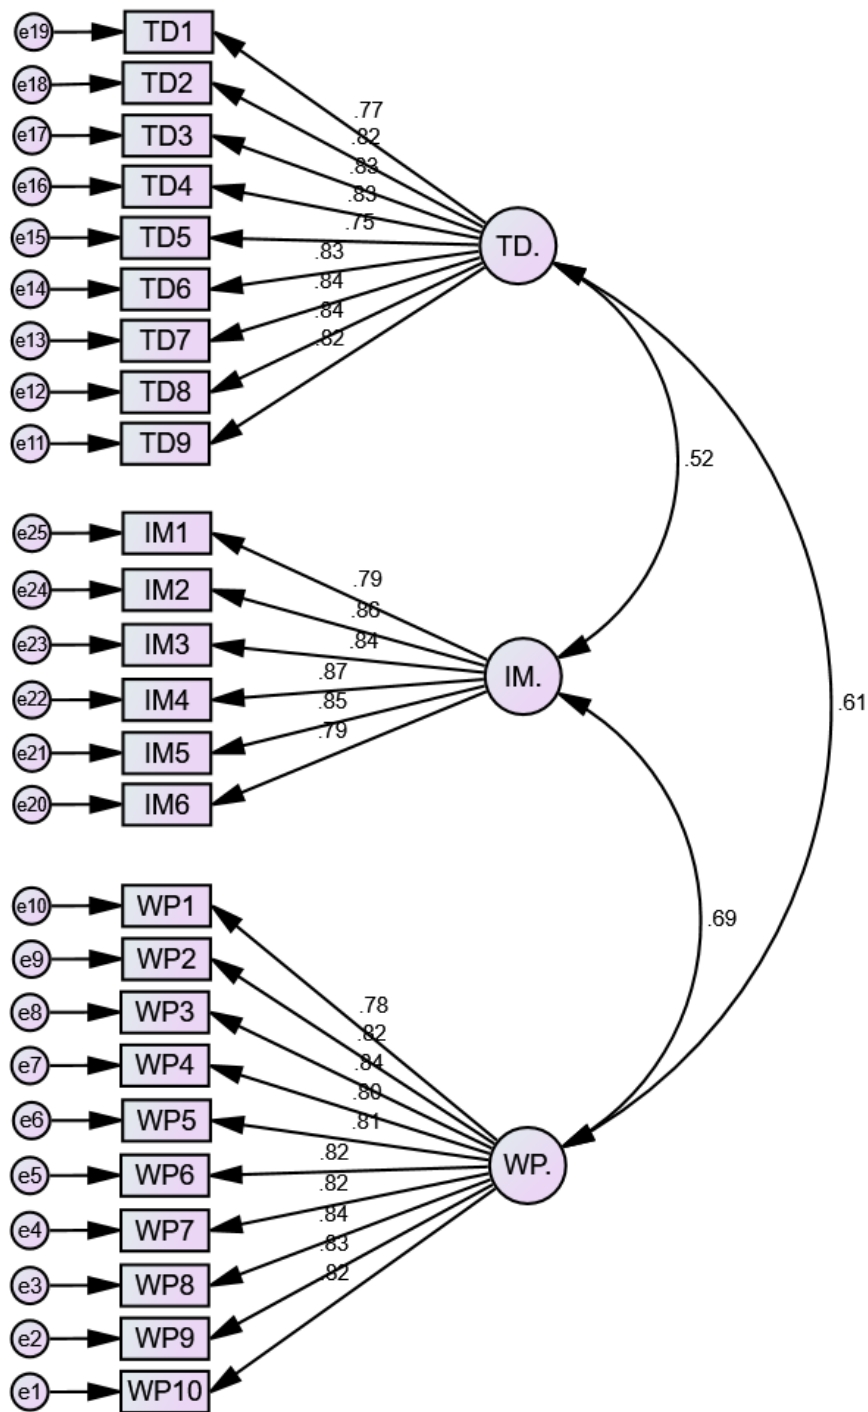 e19 TD1
e18 TD2
e17 TD3
e16 TD4
e15 TD5
e14 TD6
e13 TD7
e12 TD8
e11 TD9
.77
.82
.83
.83
.75
.83
.84
.84
.82
TD.
.52
e25 IM1
e24 IM2
e23 IM3
e22 IM4
e21 IM5
e20 IM6
.79
.86
.84
.87
.85
.79
IM.
.61
.69
e10 WP1
e9 WP2
e8 WP3
e7 WP4
e6 WP5
e5 WP6
e4 WP7
e3 WP8
e2 WP9
e1 WP10
.78
.82
.84
.80
.81
.82
.82
.84
.83
.82
WP.